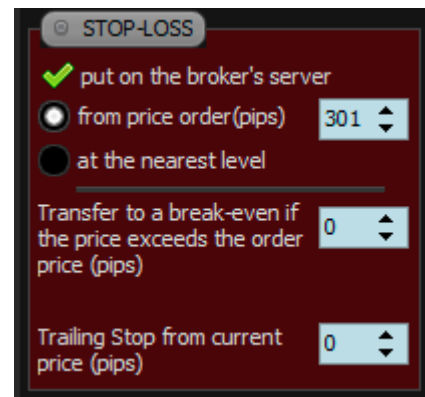 STOP-LOSS
put on the broker's server
from price order(pips) 301
at the nearest level
Transfer to a break-even if
the price exceeds the order 0
price (pips)
Trailing Stop from current 0
price (pips)